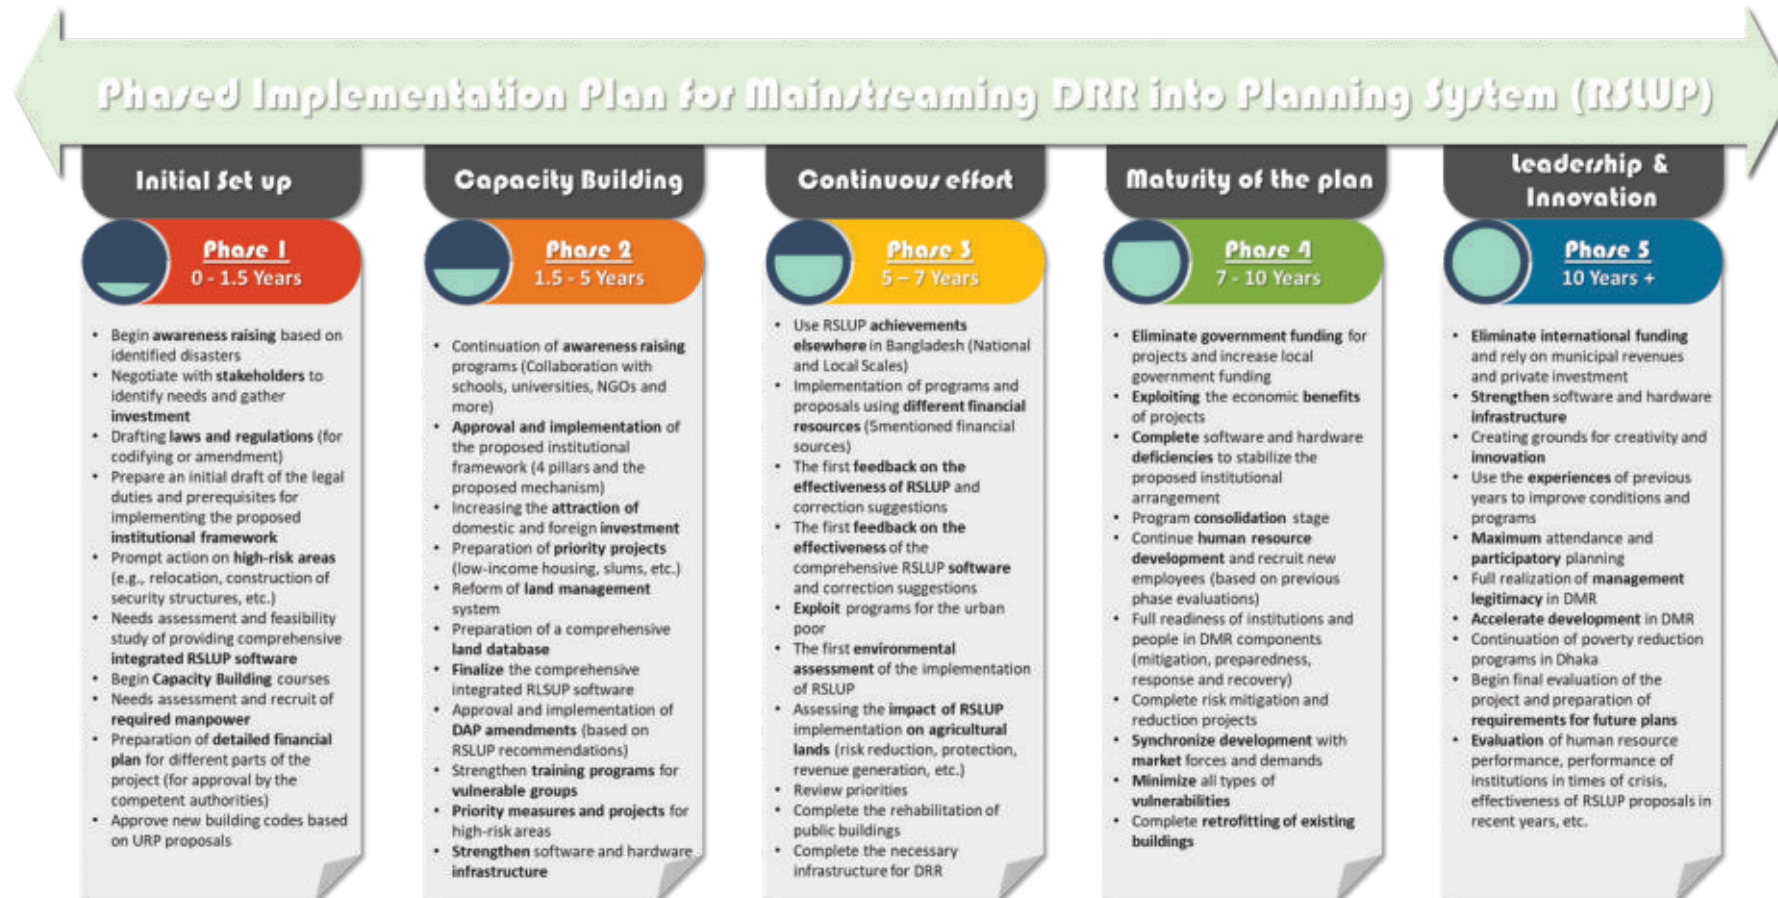 Phased Implementation Plan for Mainstreaming DRR into Planning System (RSLUP)
Initial Set up
Phase 1
0 - 1.5 Years
• Begin awareness raising based on
identified disasters
• Negotiate with stakeholders to
identify needs and gather
investment
• Drafting laws and regulations (for
codifying or amendment)
• Prepare an initial draft of the legal
duties and prerequisites for
implementing the proposed
institutional framework
• Prompt action on high-risk areas
(e.g., relocation, construction of
security structures, etc.)
• Needs assessment and feasibility
study of providing comprehensive
integrated RSLUP software
• Begin Capacity Building courses
• Needs assessment and recruit of
required manpower
• Preparation of detailed financial
plan for different parts of the
project (for approval by the
competent authorities)
• Approve new building codes based
on URP proposals
Capacity Building
Phase 2
1.5 - 5 Years
• Continuation of awareness raising
programs (Collaboration with
schools, universities, NGOs and
more)
• Approval and implementation of
the proposed institutional
framework (4 pillars and the
proposed mechanism)
• Increasing the attraction of
domestic and foreign investment
• Preparation of priority projects
(low-income housing, slums, etc.)
• Reform of land management
system
• Preparation of a comprehensive
land database
• Finalize the comprehensive
integrated RLSUP software
• Approval and implementation of
DAP amendments (based on
RSLUP recommendations)
• Strengthen training programs for
vulnerable groups
• Priority measures and projects for
high-risk areas
• Strengthen software and hardware
infrastructure
Continuous effort
Phase 3
5 – 7 Years
• Use RSLUP achievements
elsewhere in Bangladesh (National
and Local Scales)
• Implementation of programs and
proposals using different financial
resources (5mentioned financial
sources)
• The first feedback on the
effectiveness of RSLUP and
correction suggestions
• The first feedback on the
effectiveness of the
comprehensive RSLUP software
and correction suggestions
• Exploit programs for the urban
poor
• The first environmental
assessment of the implementation
of RSLUP
• Assessing the impact of RSLUP
implementation on agricultural
lands (risk reduction, protection,
revenue generation, etc.)
• Review priorities
• Complete the rehabilitation of
public buildings
• Complete the necessary
infrastructure for DRR
Maturity of the plan
Phase 4
7 - 10 Years
• Eliminate government funding for
projects and increase local
government funding
• Exploiting the economic benefits
of projects
• Complete software and hardware
deficiencies to stabilize the
proposed institutional
arrangement
• Program consolidation stage
• Continue human resource
development and recruit new
employees (based on previous
phase evaluations)
• Full readiness of institutions and
people in DMR components
(mitigation, preparedness,
response and recovery)
• Complete risk mitigation and
reduction projects
• Synchronize development with
market forces and demands
• Minimize all types of
vulnerabilities
• Complete retrofitting of existing
buildings
Leadership &
Innovation
Phase 5
10 Years +
• Eliminate international funding
and rely on municipal revenues
and private investment
• Strengthen software and hardware
infrastructure
• Creating grounds for creativity and
innovation
• Use the experiences of previous
years to improve conditions and
programs
• Maximum attendance and
participatory planning
• Full realization of management
legitimacy in DMR
• Accelerate development in DMR
• Continuation of poverty reduction
programs in Dhaka
• Begin final evaluation of the
project and preparation of
requirements for future plans
• Evaluation of human resource
performance, performance of
institutions in times of crisis,
effectiveness of RSLUP proposals in
recent years, etc.